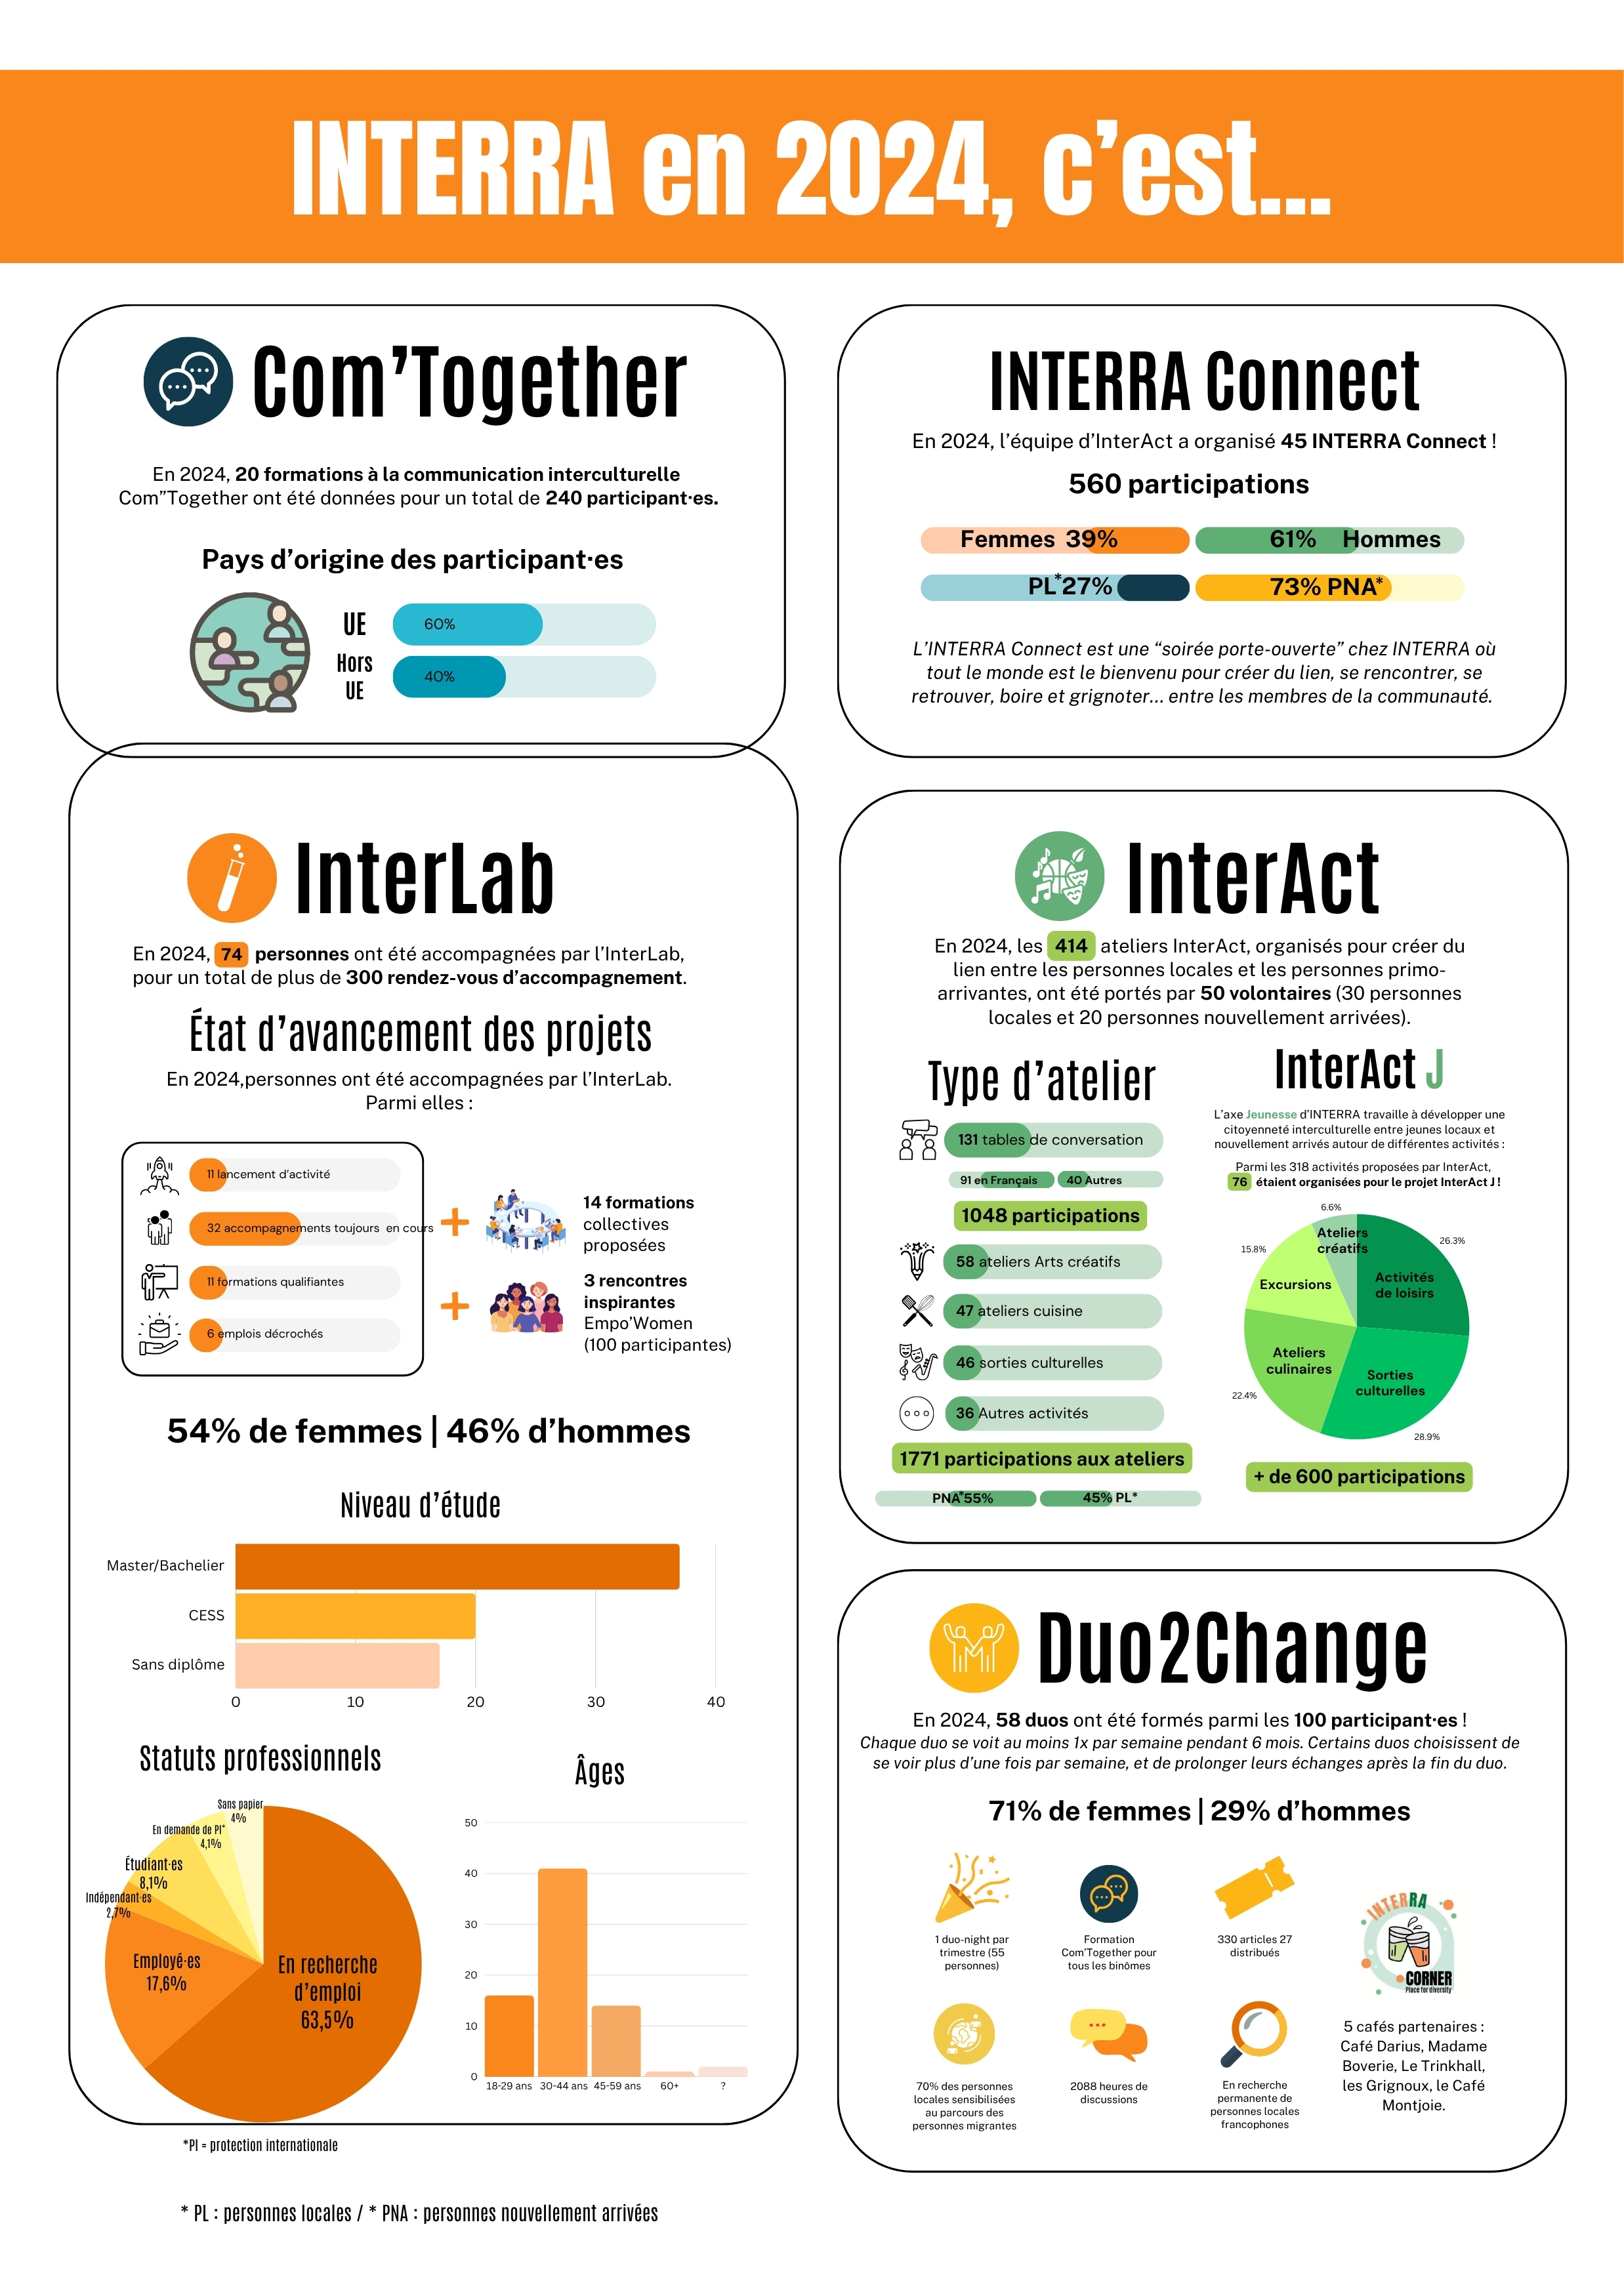 INTERRA en 2024, c’est...
Com’Together
En 2024, 20 formations à la communication interculturelle
Com”Together ont été données pour un total de 240 participant·es.
Pays d’origine des participant·es
UE
60%
Hors
UE
40%
INTERRA Connect
En 2024, l’équipe d’InterAct a organisé 45 INTERRA Connect !
560 participations
Femmes 39%
61% Hommes
PL*27%
73% PNA*
L’INTERRA Connect est une “soirée porte-ouverte” chez INTERRA où
tout le monde est le bienvenu pour créer du lien, se rencontrer, se
retrouver, boire et grignoter... entre les membres de la communauté.
InterLab
En 2024, 74 personnes ont été accompagnées par l’InterLab,
pour un total de plus de 300 rendez-vous d’accompagnement.
État d’avancement des projets
En 2024,personnes ont été accompagnées par l’InterLab.
Parmi elles :
11 lancement d’activité
32 accompagnements toujours en cours
11 formations qualifiantes
6 emplois décrochés
+
14 formations
collectives
proposées
+
3 rencontres
inspirantes
Empo’Women
(100 participantes)
54% de femmes | 46% d’hommes
Niveau d’étude
Master/Bachelier
CESS
Sans diplôme
0 10 20 30 40
Statuts professionnels
Sans papier
4%
En demande de PI*
4,1%
Étudiant·es
8,1%
Indépendant·es
2,7%
Employé·es
17,6%
En recherche
d’emploi
63,5%
Âges
50
40
30
20
10
0
18-29 ans 30-44 ans 45-59 ans 60+ ?
*PI = protection internationale
* PL : personnes locales / * PNA : personnes nouvellement arrivées
InterAct
En 2024, les 414 ateliers InterAct, organisés pour créer du
lien entre les personnes locales et les personnes primo-
arrivantes, ont été portés par 50 volontaires (30 personnes
locales et 20 personnes nouvellement arrivées).
Type d’atelier
131 tables de conversation
91 en Français
40 Autres
1048 participations
58 ateliers Arts créatifs
47 ateliers cuisine
46 sorties culturelles
36 Autres activités
1771 participations aux ateliers
PNA*55%
45% PL*
InterAct J
L’axe Jeunesse d’INTERRA travaille à développer une
citoyenneté interculturelle entre jeunes locaux et
nouvellement arrivés autour de différentes activités :
Parmi les 318 activités proposées par InterAct,
76 étaient organisées pour le projet InterAct J !
6.6%
Ateliers
créatifs
26.3%
Activités
de loisirs
15.8%
Excursions
Ateliers
culinaires
22.4%
Sorties
culturelles
28.9%
+ de 600 participations
Duo2Change
En 2024, 58 duos ont été formés parmi les 100 participant·es !
Chaque duo se voit au moins 1x par semaine pendant 6 mois. Certains duos choisissent de
se voir plus d’une fois par semaine, et de prolonger leurs échanges après la fin du duo.
71% de femmes | 29% d’hommes
1 duo-night par
trimestre (55
personnes)
Formation
Com’Together pour
tous les binômes
330 articles 27
distribués
INTERRA
CORNER
Place for diversity
70% des personnes
locales sensibilisées
au parcours des
personnes migrantes
2088 heures de
discussions
En recherche
permanente de
personnes locales
francophones
5 cafés partenaires :
Café Darius, Madame
Boverie, Le Trinkhall,
les Grignoux, le Café
Montjoie.